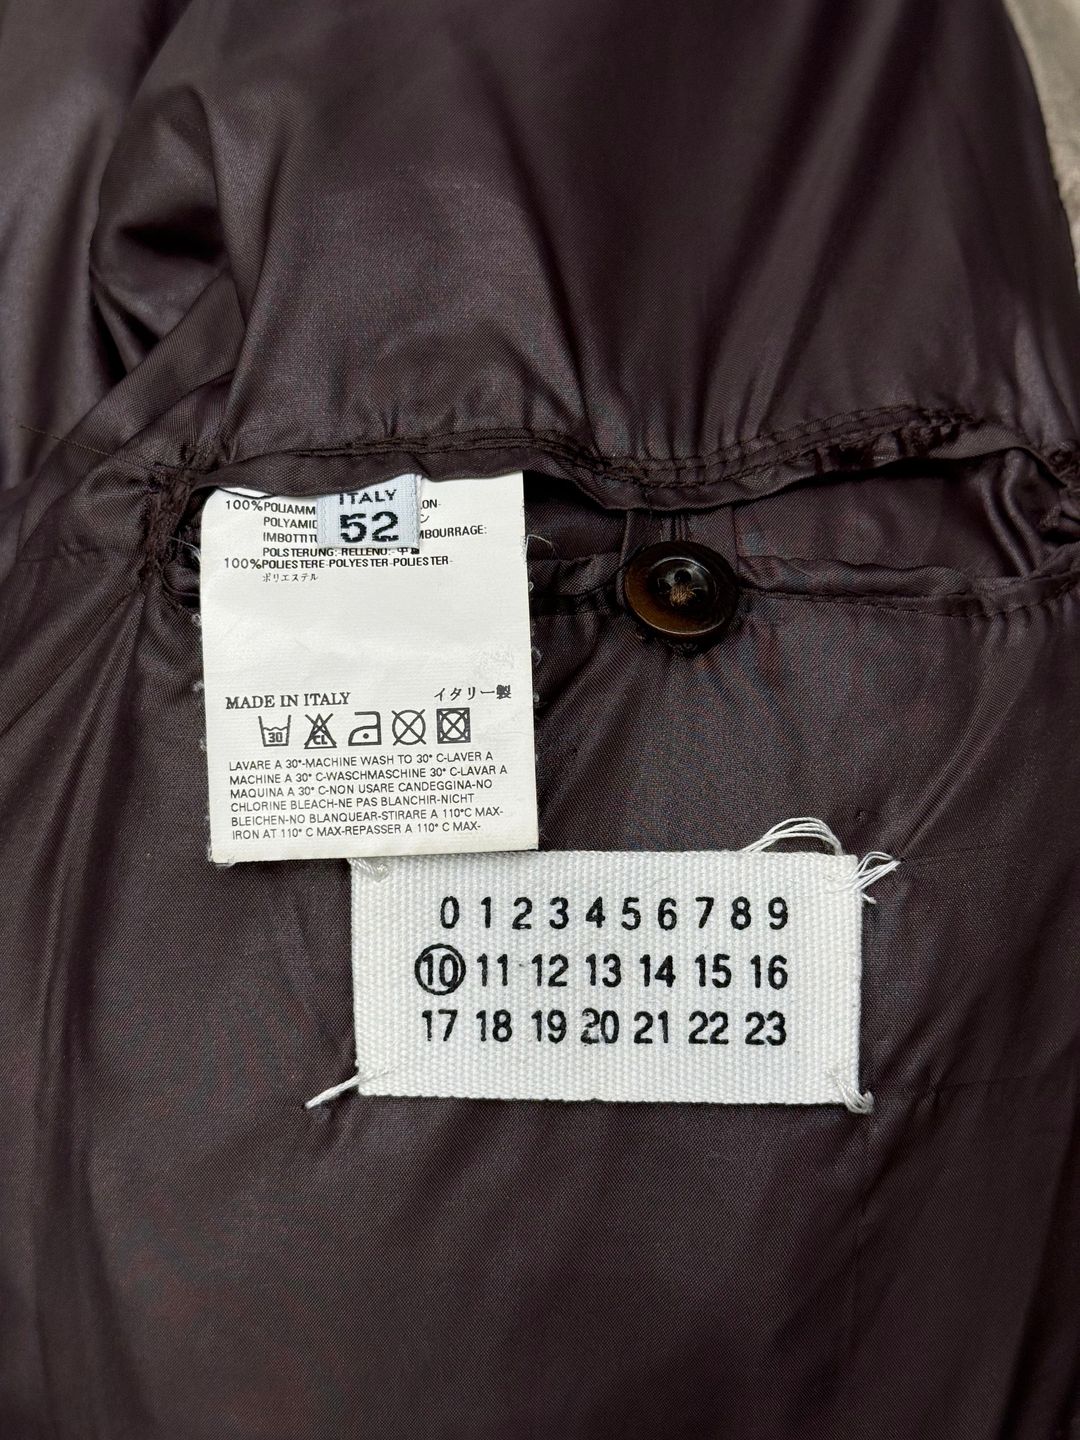 ITALY
52
100%POLIAMM
POLYAMID
IMBOTTIT MBOURRAGE:
POLSTERUNG: RELLENO:
100%POLIESTERE-POLYESTER-POLIESTER-
ポリエステル
MADE IN ITALY イタリー製
30 CL
LAVARE A 30°-MACHINE WASH TO 30° C-LAVER A
MACHINE A 30° C-WASCHMASCHINE 30° C-LAVAR A
MAQUINA A 30° C-NON USARE CANDEGGINA-NO
CHLORINE BLEACH-NE PAS BLANCHIR-NICHT
BLEICHEN-NO BLANQUEAR-STIRARE A 110°C MAX-
IRON AT 110° C MAX-REPASSER A 110° C MAX-
0 1 2 3 4 5 6 7 8 9
10 11 12 13 14 15 16
17 18 19 20 21 22 23